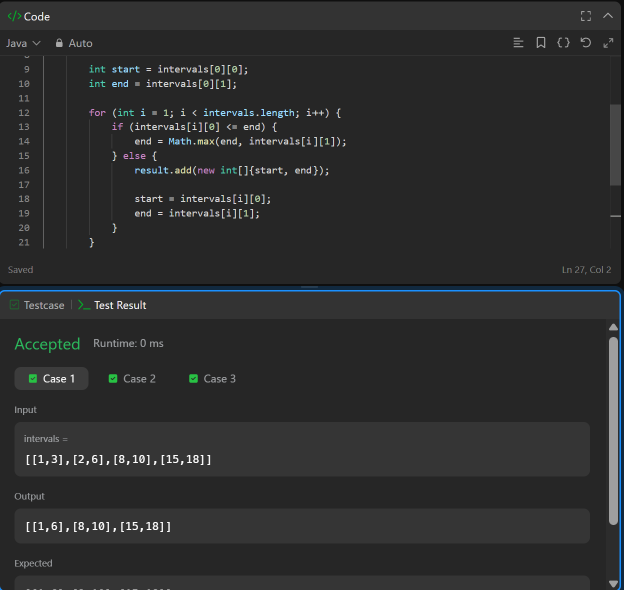 </> Code
Java Auto
9 int start = intervals[0][0];
10 int end = intervals[0][1];
11
12 for (int i = 1; i < intervals.length; i++) {
13 if (intervals[i][0] <= end) {
14 end = Math.max(end, intervals[i][1]);
15 } else {
16 result.add(new int[]{start, end});
17
18 start = intervals[i][0];
19 end = intervals[i][1];
20 }
21 }
Saved Ln 27, Col 2
Testcase | >_ Test Result
Accepted Runtime: 0 ms
Case 1 Case 2 Case 3
Input
intervals =
[[1,3],[2,6],[8,10],[15,18]]
Output
[[1,6],[8,10],[15,18]]
Expected